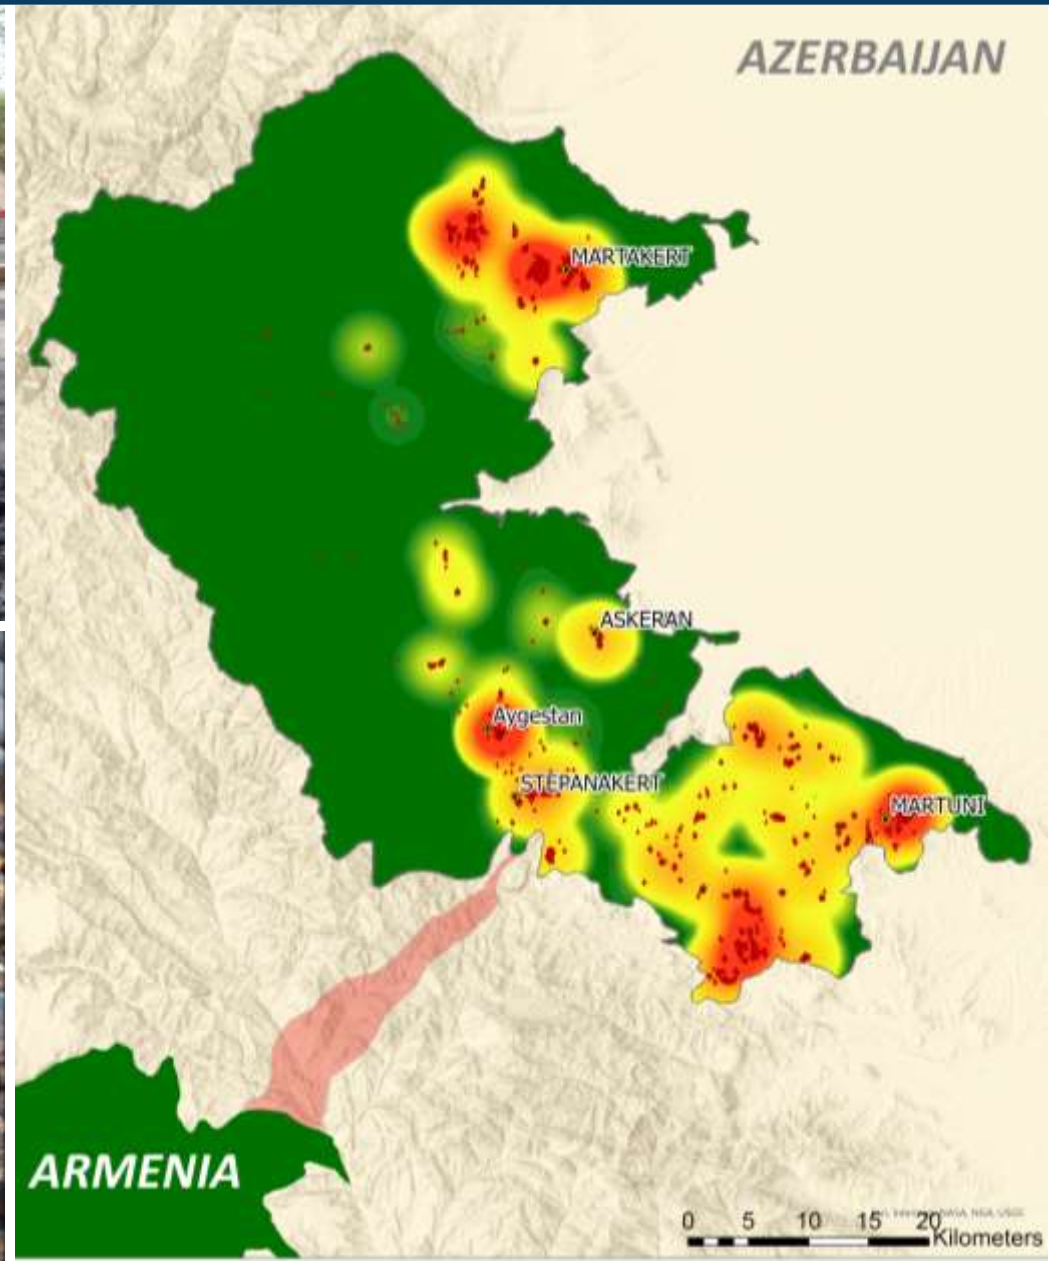 AZERBAIJAN
MARTAKERT
ASKERAN
Aygestan
STEPANAKERT
MARTUNI
ARMENIA
0 5 10 15 20
Kilometers